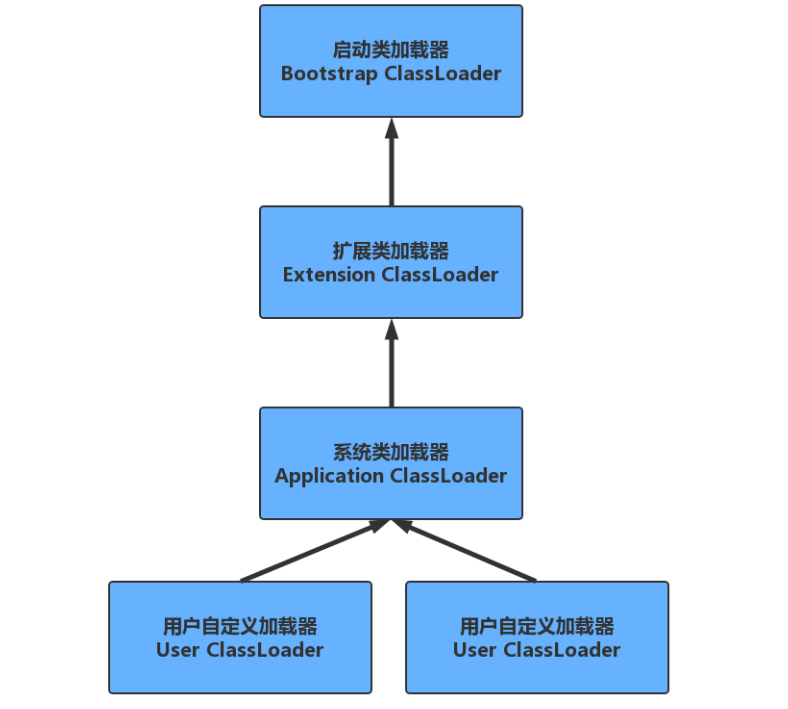 启动类加载器
Bootstrap ClassLoader
扩展类加载器
Extension ClassLoader
系统类加载器
Application ClassLoader
用户自定义加载器
User ClassLoader
用户自定义加载器
User ClassLoader